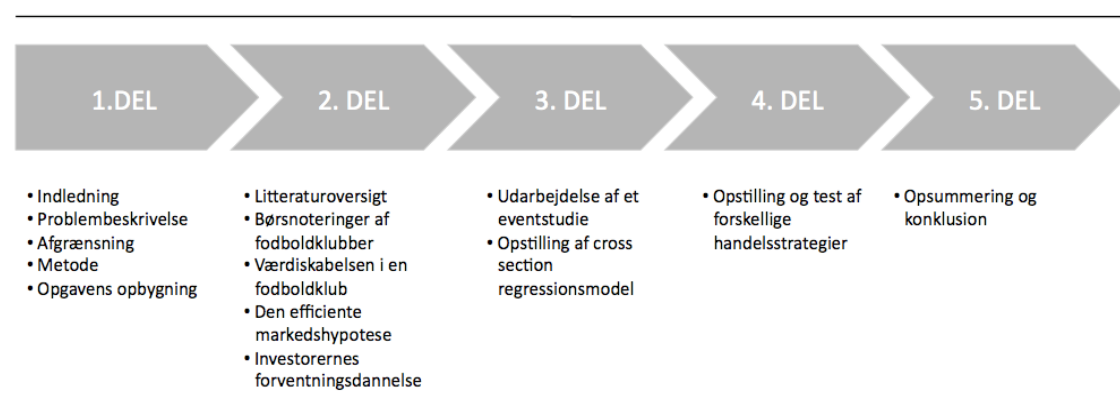 1.DEL
2. DEL
3. DEL
4. DEL
5. DEL
• Indledning
• Problembeskrivelse
• Afgrænsning
• Metode
• Opgavens opbygning
• Litteraturoversigt
• Børsnoteringer af
fodboldklubber
• Værdiskabelsen i en
fodboldklub
• Den efficiente
markedshypotese
• Investorernes
forventningsdannelse
• Udarbejdelse af et
eventstudie
• Opstilling af cross
section
regressionsmodel
• Opstilling og test af
forskellige
handelsstrategier
• Opsummering og
konklusion